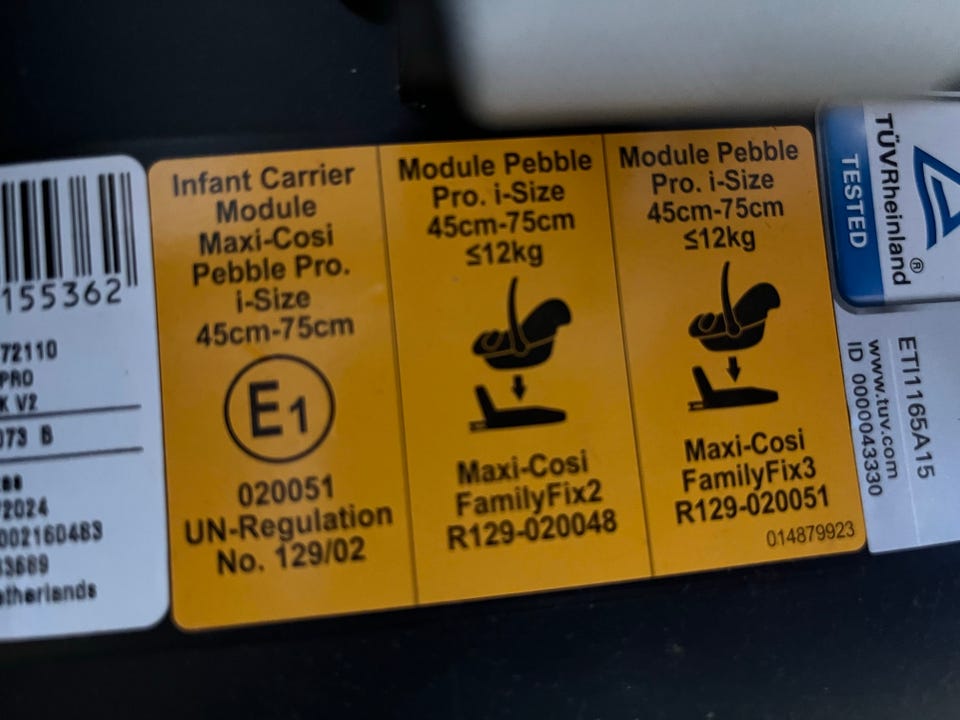 155362
72110
PRO
K V2
073 B
2024
002160483
33689
therlands
Infant Carrier
Module
Maxi-Cosi
Pebble Pro.
i-Size
45cm-75cm
E1
020051
UN-Regulation
No. 129/02
Module Pebble
Pro. i-Size
45cm-75cm
≤12kg
Maxi-Cosi
FamilyFix2
R129-020048
Module Pebble
Pro. i-Size
45cm-75cm
≤12kg
Maxi-Cosi
FamilyFix3
R129-020051
014879923
TÜVRheinland®
TESTED
ETI1165A15
www.tuv.com
ID 0000043330